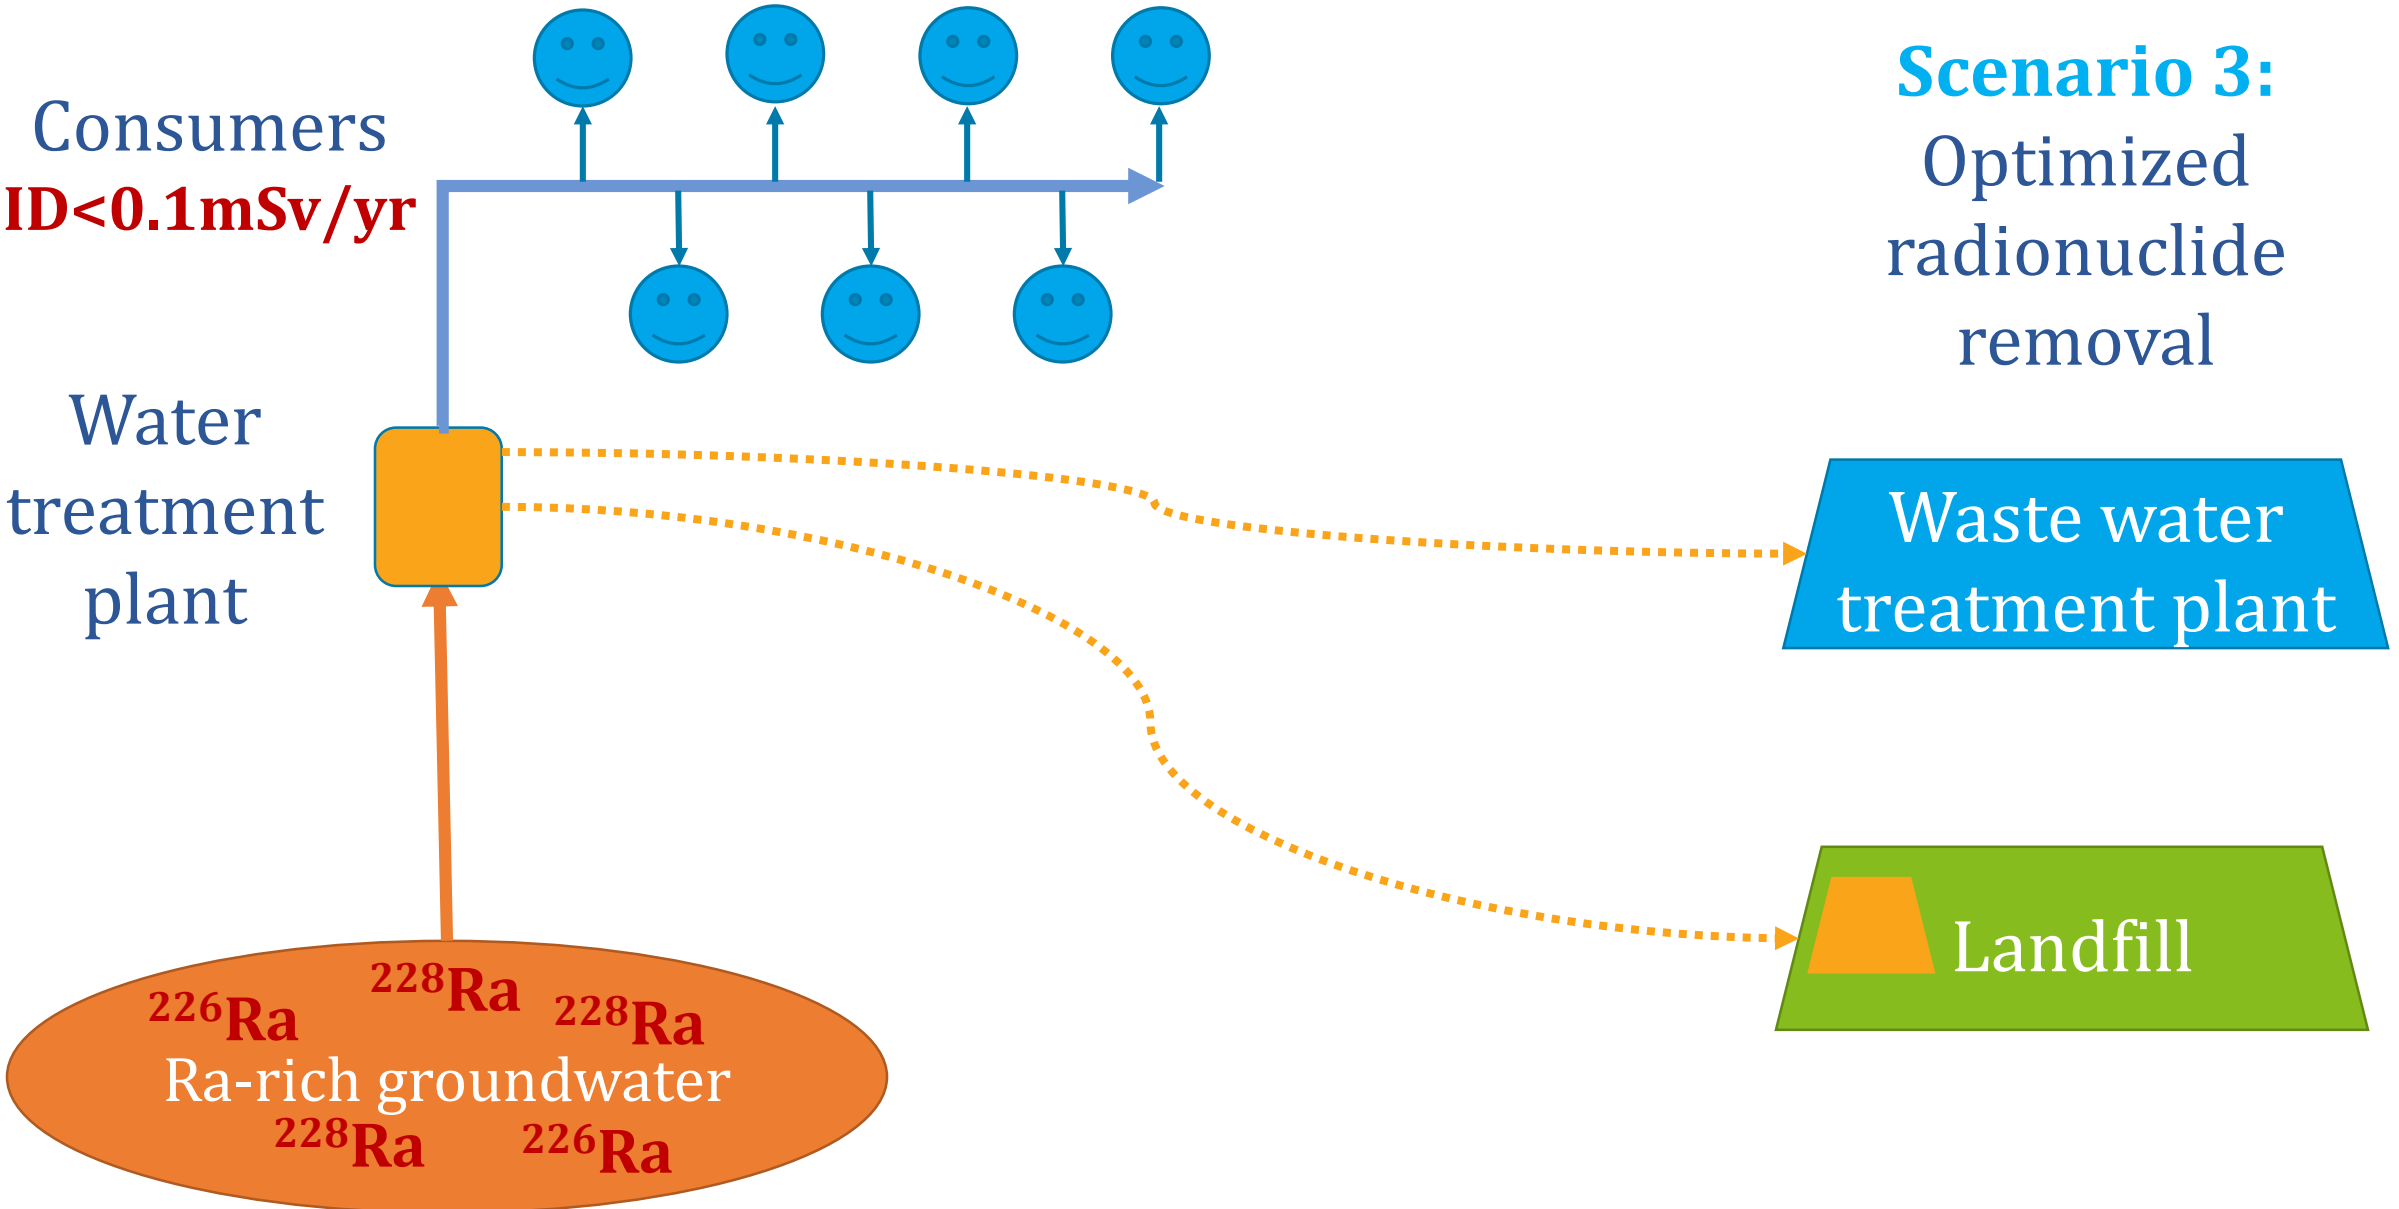 Consumers
ID<0.1mSv/yr
Scenario 3:
Optimized
radionuclide
removal
Water
treatment
plant
Waste water
treatment plant
Landfill
²²⁶Ra
²²⁸Ra
²²⁸Ra
Ra-rich groundwater
²²⁸Ra
²²⁶Ra